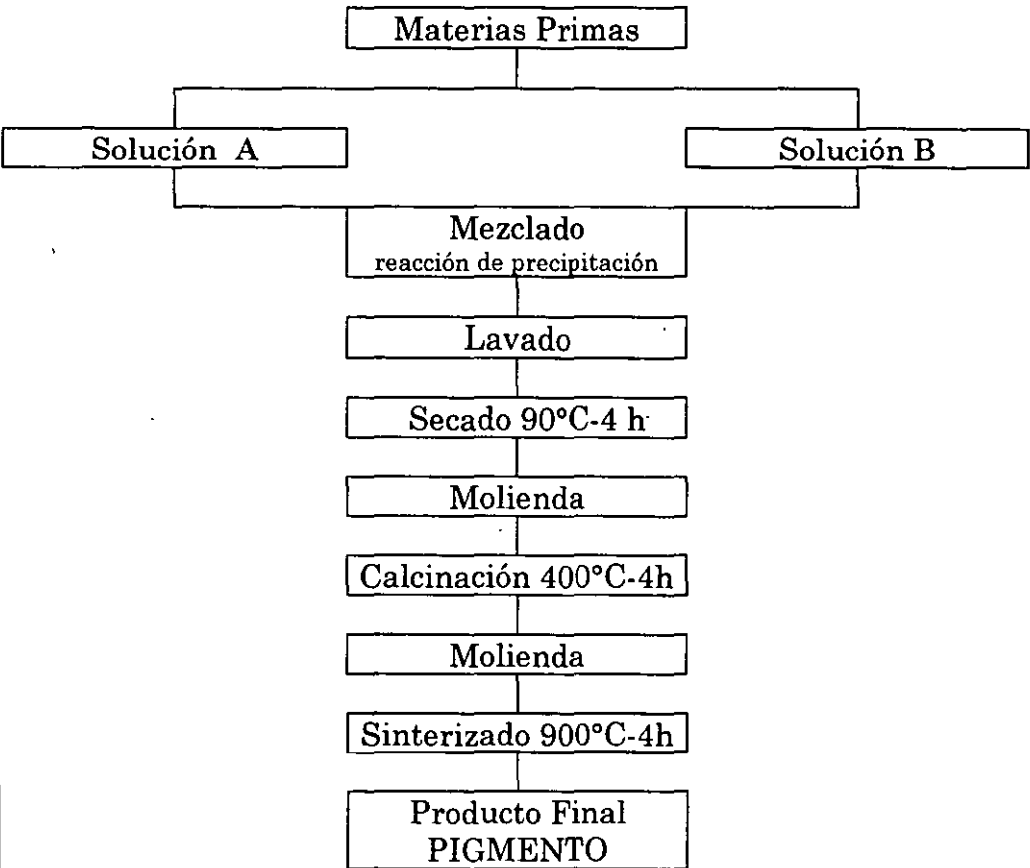 Materias Primas
Solución A
Solución B
Mezclado
reacción de precipitación
Lavado
Secado 90°C-4 h
Molienda
Calcinación 400°C-4h
Molienda
Sinterizado 900°C-4h
Producto Final
PIGMENTO